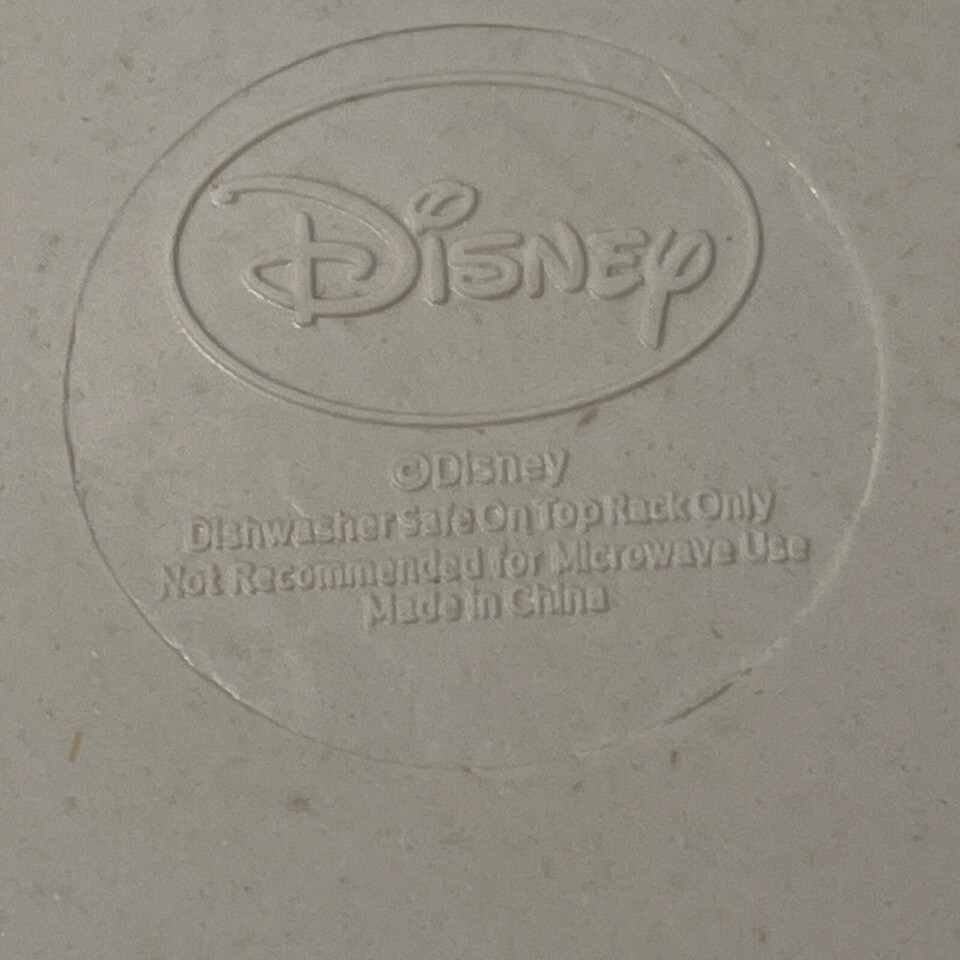 Disney
©Disney
Dishwasher Safe On Top Rack Only
Not Recommended for Microwave Use
Made in China